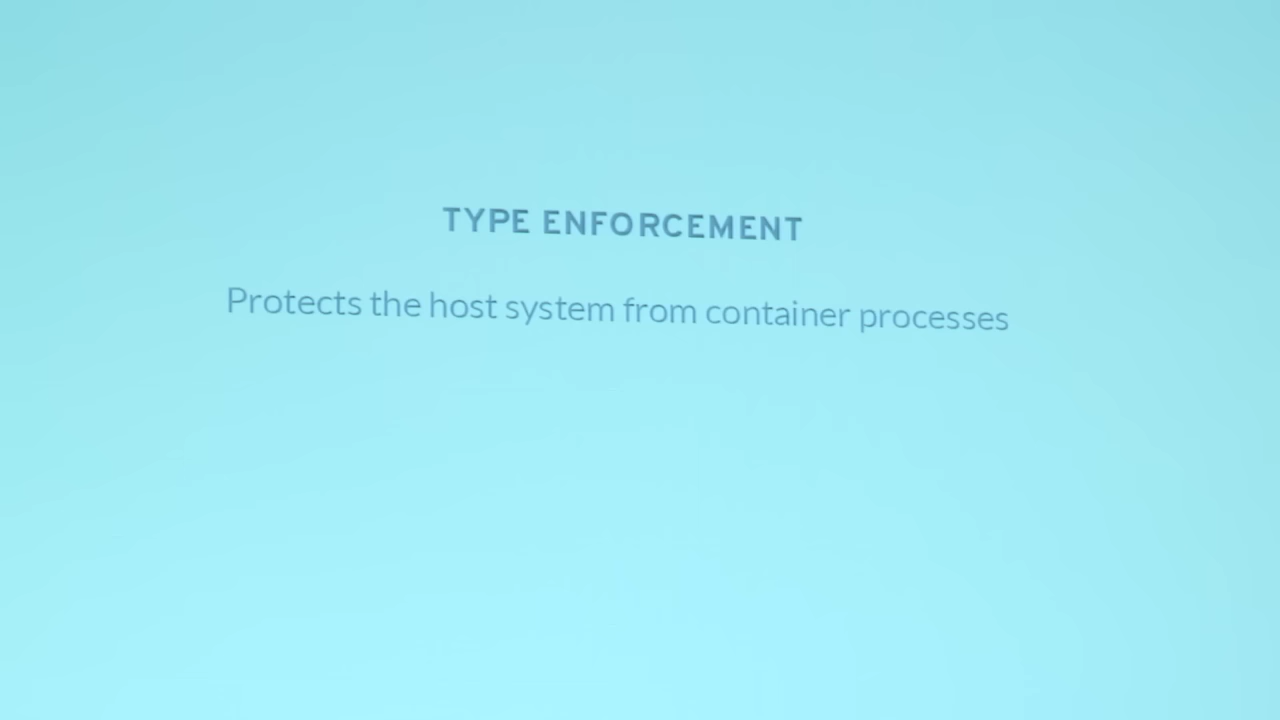 TYPE ENFORCEMENT
Protects the host system from container processes